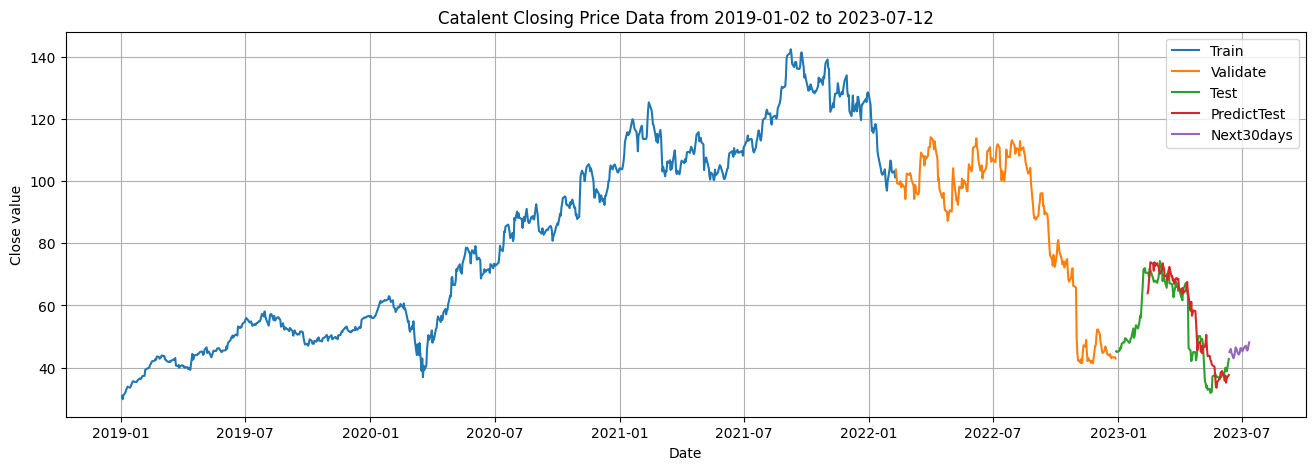 Catalent Closing Price Data from 2019-01-02 to 2023-07-12
Close value
140
120
100
80
60
40
Train
Validate
Test
PredictTest
Next30days
2019-01 2019-07 2020-01 2020-07 2021-01 2021-07 2022-01 2022-07 2023-01 2023-07
Date